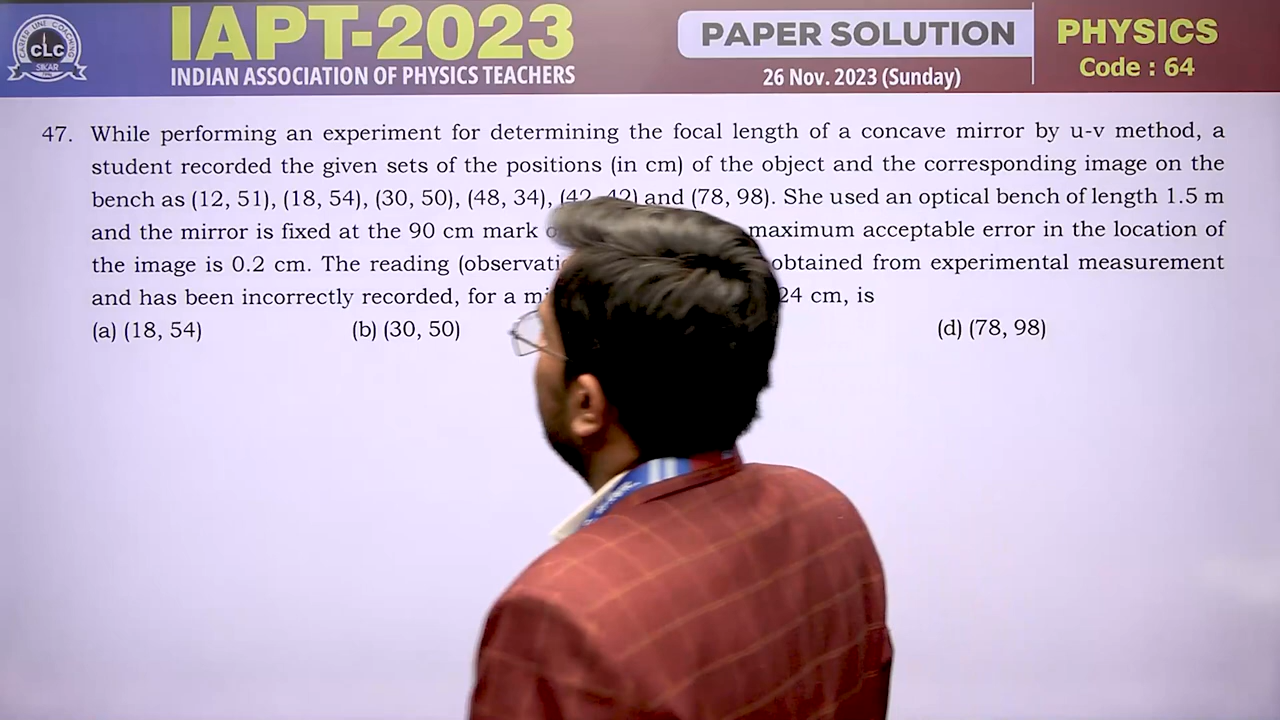 CLC
SIKAR
IAPT-2023
INDIAN ASSOCIATION OF PHYSICS TEACHERS
PAPER SOLUTION
26 Nov. 2023 (Sunday)
PHYSICS
Code : 64
47. While performing an experiment for determining the focal length of a concave mirror by u-v method, a
student recorded the given sets of the positions (in cm) of the object and the corresponding image on the
bench as (12, 51), (18, 54), (30, 50), (48, 34), (42, 42) and (78, 98). She used an optical bench of length 1.5 m
and the mirror is fixed at the 90 cm mark maximum acceptable error in the location of
the image is 0.2 cm. The reading obtained from experimental measurement
and has been incorrectly recorded, for a 24 cm, is
(a) (18, 54) (b) (30, 50) (d) (78, 98)